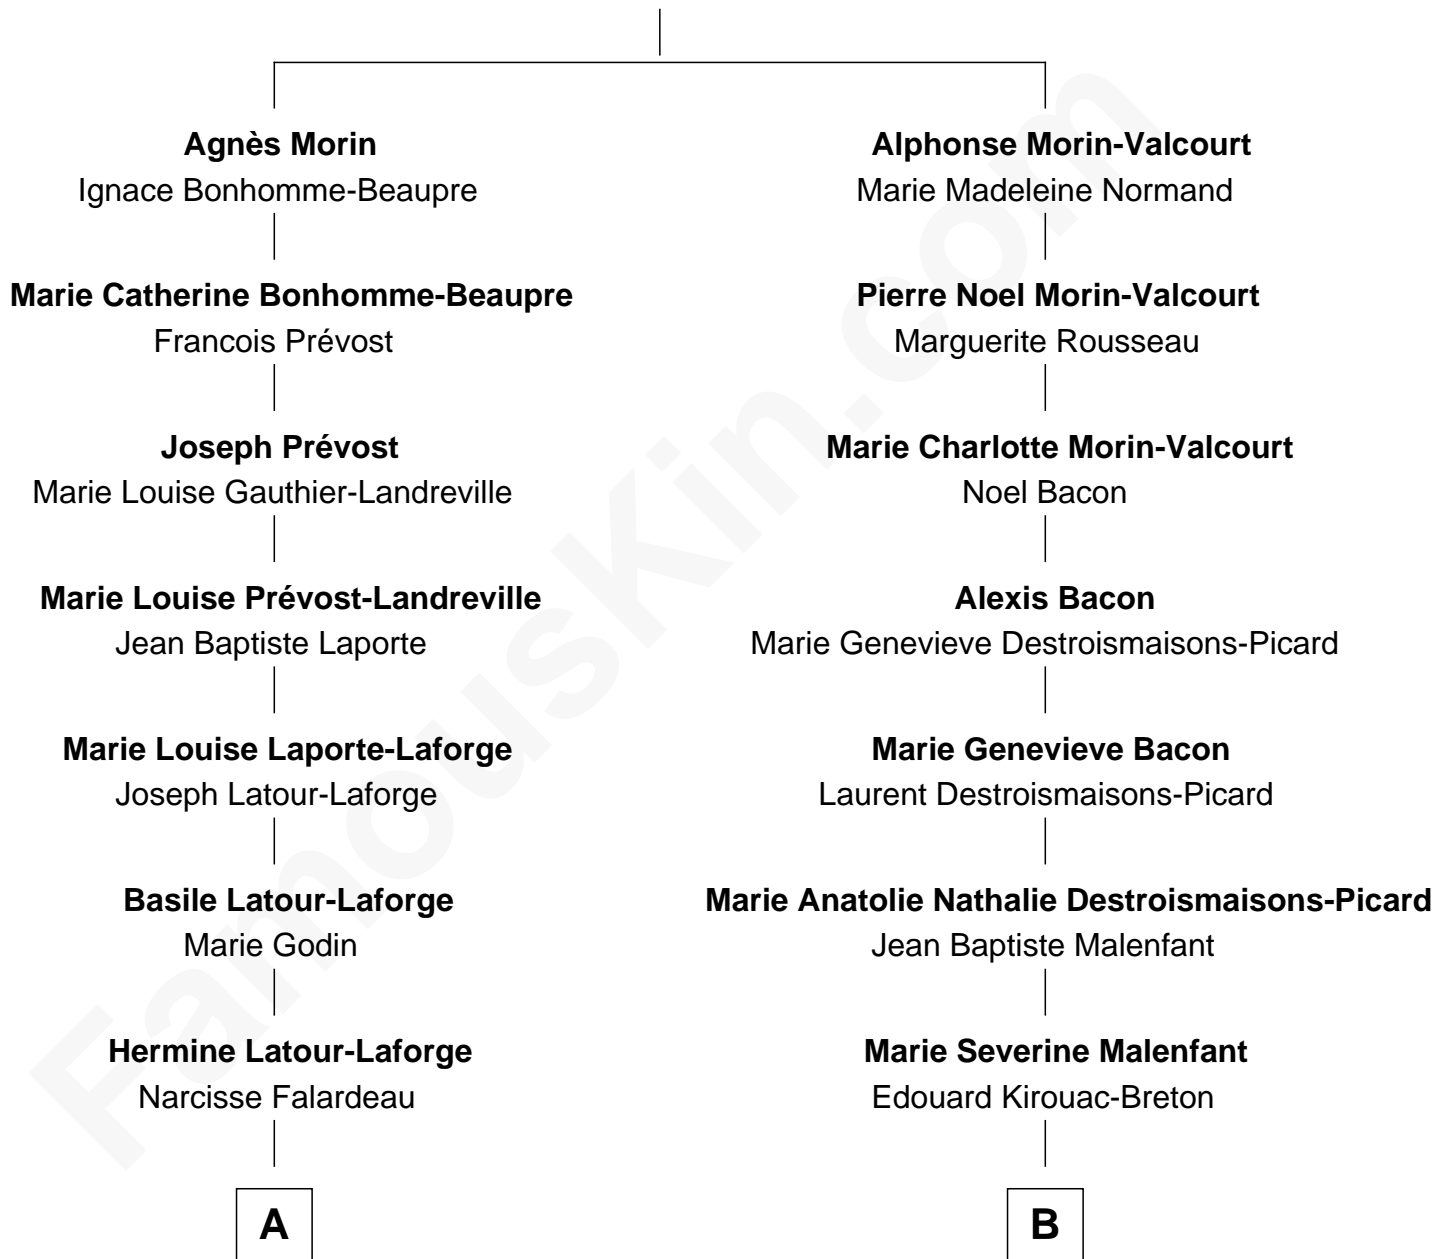 Agnès Morin
Ignace Bonhomme-Beaupre
Marie Catherine Bonhomme-Beaupre
Francois Prévost
Joseph Prévost
Marie Louise Gauthier-Landreville
Marie Louise Prévost-Landreville
Jean Baptiste Laporte
Marie Louise Laporte-Laforge
Joseph Latour-Laforge
Basile Latour-Laforge
Marie Godin
Hermine Latour-Laforge
Narcisse Falardeau
A
Alphonse Morin-Valcourt
Marie Madeleine Normand
Pierre Noel Morin-Valcourt
Marguerite Rousseau
Marie Charlotte Morin-Valcourt
Noel Bacon
Alexis Bacon
Marie Genevieve Destroismaisons-Picard
Marie Genevieve Bacon
Laurent Destroismaisons-Picard
Marie Anatolie Nathalie Destroismaisons-Picard
Jean Baptiste Malenfant
Marie Severine Malenfant
Edouard Kirouac-Breton
B
FamousKin.com